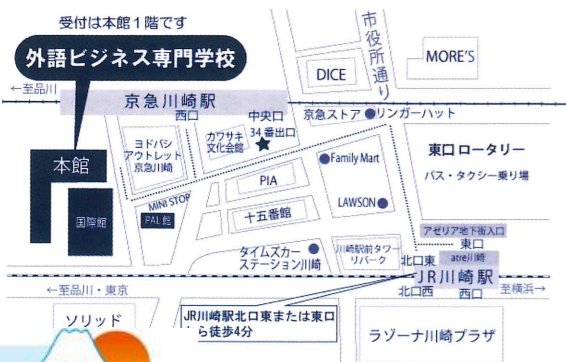 受付は本館1階です
外語ビジネス専門学校
←至品川
京急川崎駅
西口
中央口
34番出口
市役所通り
DICE
MORE'S
京急ストア
リンガーハット
ヨドバシ
アウトレット
京急川崎
カワサキ
文化会館
Family Mart
東口ロータリー
バス・タクシー乗り場
本館
国際館
MINI STOP
PAL館
PIA
十五番館
LAWSON
タイムズカー
ステーション川崎
川崎駅前タワー
リパーク
アゼリア地下街入口
東口
北口東
atre川崎
JR川崎駅
北口西
西口
←至品川・東京
至横浜→
ソリッド
JR川崎駅北口東または東口
ら徒歩4分
ラゾーナ川崎プラザ